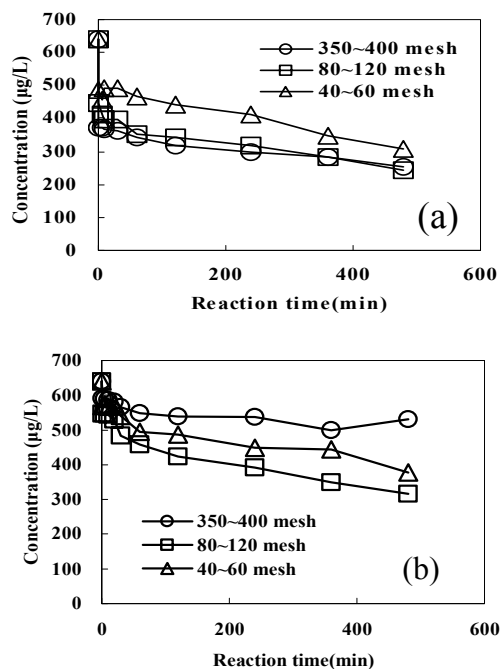 700
600
500
400
300
200
100
0
Concentration (µg/L)
350~400 mesh
80~120 mesh
40~60 mesh
(a)
0 200 400 600
Reaction time(min)
700
600
500
400
300
200
100
0
Concentration (µg/L)
350~400 mesh
80~120 mesh
40~60 mesh
(b)
0 200 400 600
Reaction time(min)